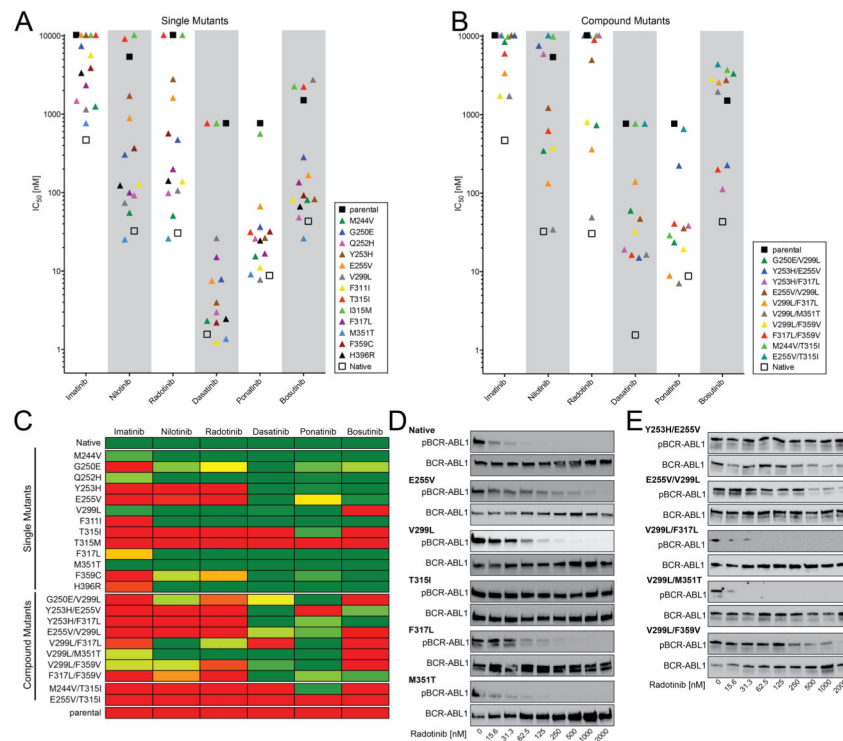 A
Single Mutants
IC50 [nM]
10000
1000
100
10
1
Imatinib
Nilotinib
Radotinib
Dasatinib
Ponatinib
Bosutinib
parental
M244V
G250E
Q252H
Y253H
E255V
V299L
F311I
T315I
I315M
F317L
M351T
F359C
H396R
Native
B
Compound Mutants
IC50 [nM]
10000
1000
100
10
1
Imatinib
Nilotinib
Radotinib
Dasatinib
Ponatinib
Bosutinib
parental
G250E/V299L
Y253H/E255V
Y253H/F317L
E255V/V299L
V299L/F317L
V299L/M351T
V299L/F359V
F317L/F359V
M244V/T315I
E255V/T315I
Native
C
Imatinib Nilotinib Radotinib Dasatinib Ponatinib Bosutinib
Native
Single Mutants
M244V
G250E
Q252H
Y253H
E255V
V299L
F311I
T315I
T315M
F317L
M351T
F359C
H396R
Compound Mutants
G250E/V299L
Y253H/E255V
Y253H/F317L
E255V/V299L
V299L/F317L
V299L/M351T
V299L/F359V
F317L/F359V
M244V/T315I
E255V/T315I
parental
D
Native
pBCR-ABL1
BCR-ABL1
E255V
pBCR-ABL1
BCR-ABL1
V299L
pBCR-ABL1
BCR-ABL1
T315I
pBCR-ABL1
BCR-ABL1
F317L
pBCR-ABL1
BCR-ABL1
M351T
pBCR-ABL1
BCR-ABL1
Radotinib [nM] 0 15.6 31.3 62.5 125 250 500 1000 2000
E
Y253H/E255V
pBCR-ABL1
BCR-ABL1
E255V/V299L
pBCR-ABL1
BCR-ABL1
V299L/F317L
pBCR-ABL1
BCR-ABL1
V299L/M351T
pBCR-ABL1
BCR-ABL1
V299L/F359V
pBCR-ABL1
BCR-ABL1
Radotinib [nM] 0 15.6 31.3 62.5 125 250 500 1000 2000